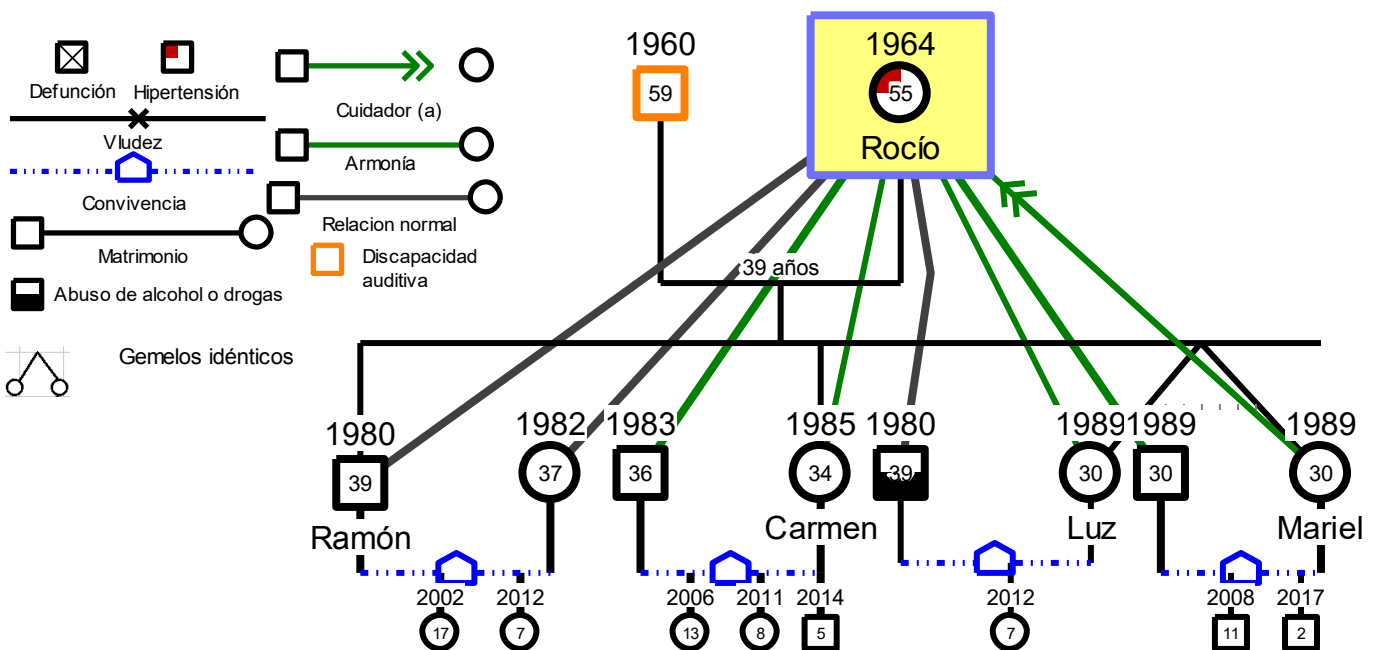 Defunción
Hipertensión
VIudez
Convivencia
Matrimonio
Abuso de alcohol o drogas
Gemelos idénticos
Cuidador (a)
Armonía
Relacion normal
Discapacidad
auditiva
1960
59
1964
55
Rocío
39 años
1980
39
Ramón
1982
37
1983
36
1985
34
Carmen
1980
39
1989
30
Luz
1989
30
1989
30
Mariel
2002
17
2012
7
2006
13
2011
8
2014
5
2012
7
2008
11
2017
2